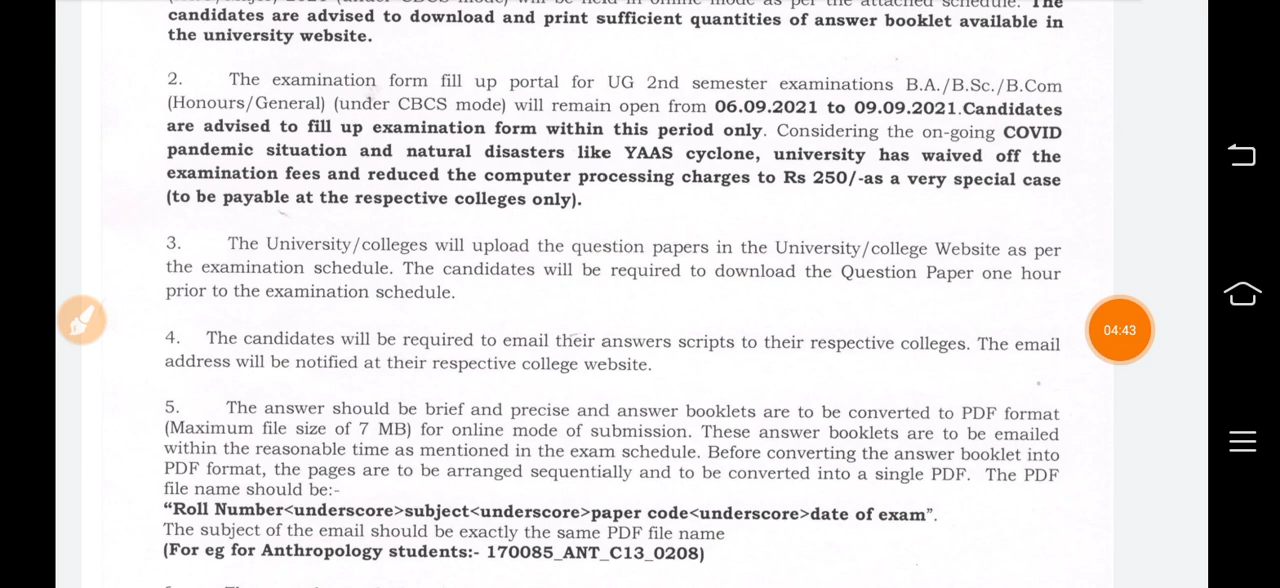 candidates are advised to download and print sufficient quantities of answer booklet available in
the university website.
2. The examination form fill up portal for UG 2nd semester examinations B.A./B.Sc./B.Com
(Honours/General) (under CBCS mode) will remain open from 06.09.2021 to 09.09.2021.Candidates
are advised to fill up examination form within this period only. Considering the on-going COVID
pandemic situation and natural disasters like YAAS cyclone, university has waived off the
examination fees and reduced the computer processing charges to Rs 250/-as a very special case
(to be payable at the respective colleges only).
3. The University/colleges will upload the question papers in the University/college Website as per
the examination schedule. The candidates will be required to download the Question Paper one hour
prior to the examination schedule.
4. The candidates will be required to email their answers scripts to their respective colleges. The email
address will be notified at their respective college website.
5. The answer should be brief and precise and answer booklets are to be converted to PDF format
(Maximum file size of 7 MB) for online mode of submission. These answer booklets are to be emailed
within the reasonable time as mentioned in the exam schedule. Before converting the answer booklet into
PDF format, the pages are to be arranged sequentially and to be converted into a single PDF. The PDF
file name should be:-
“Roll Number<underscore>subject<underscore>paper code<underscore>date of exam”.
The subject of the email should be exactly the same PDF file name
(For eg for Anthropology students:- 170085_ANT_C13_0208)
04:43